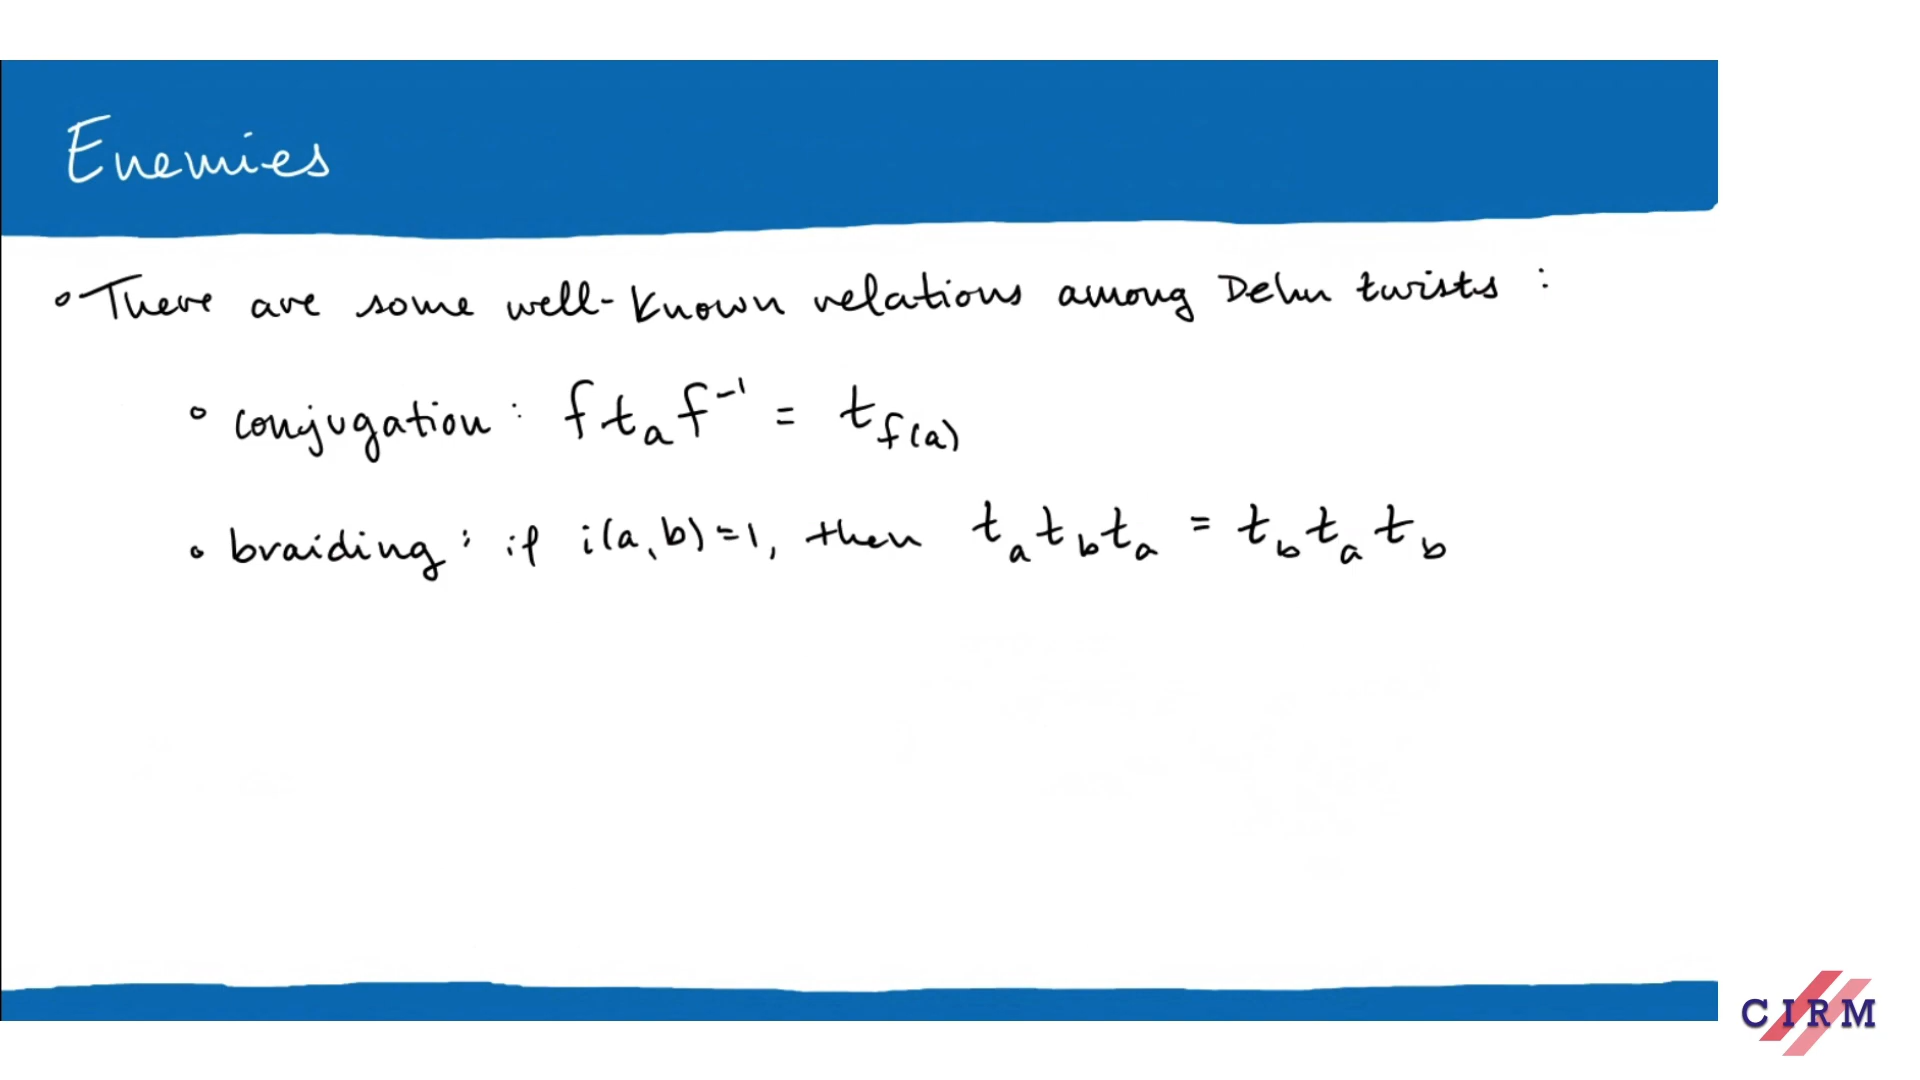 Enemies
◦ There are some well-known relations among Dehn twists :
◦ conjugation : f t_a f^{-1} = t_{f(a)}
◦ braiding : if i(a,b)=1, then t_a t_b t_a = t_b t_a t_b
CIRM